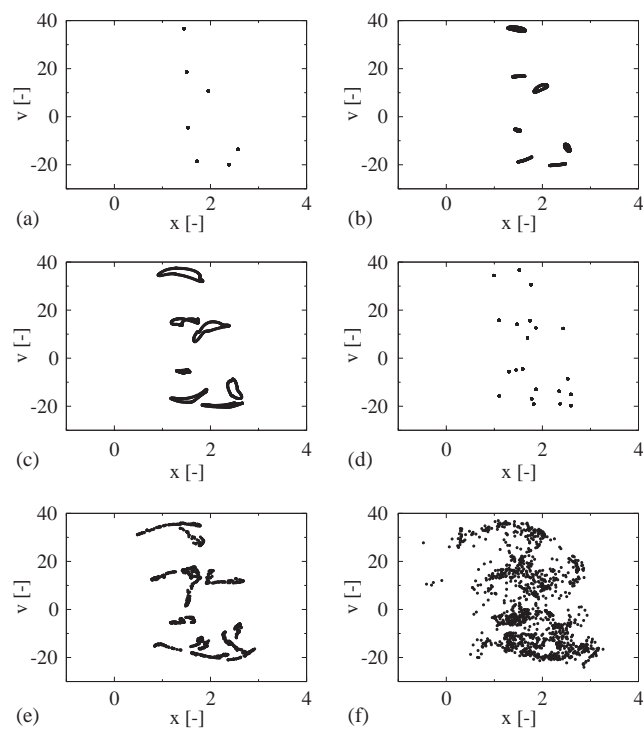 40 40
20 20
v [-] 0 v [-] 0
-20 -20
0 2 4 0 2 4
(a) x [-] (b) x [-]
40 40
20 20
v [-] 0 v [-] 0
-20 -20
0 2 4 0 2 4
(c) x [-] (d) x [-]
40 40
20 20
v [-] 0 v [-] 0
-20 -20
0 2 4 0 2 4
(e) x [-] (f) x [-]